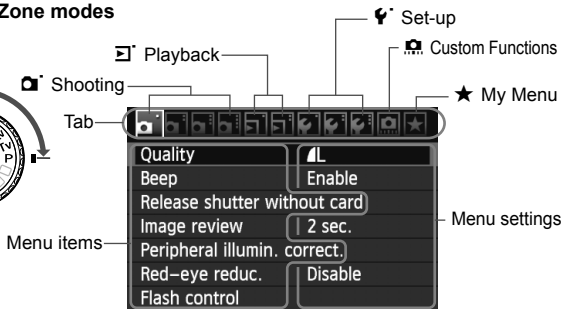 Zone modes
Set-up
Playback
Custom Functions
Shooting
★ My Menu
Tab
Quality L
Beep Enable
Release shutter without card
Image review 2 sec.
Menu settings
Menu items
Peripheral illumin. correct.
Red-eye reduc. Disable
Flash control
P